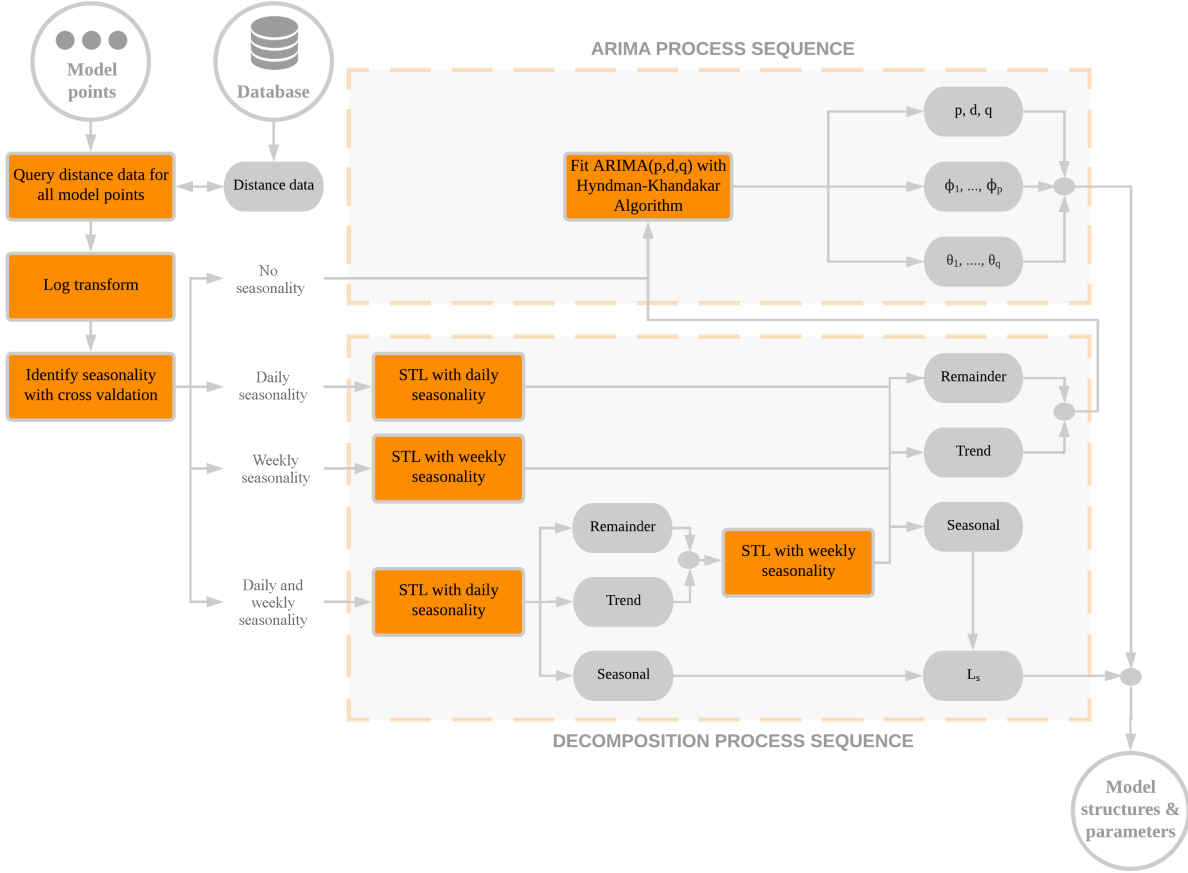 Model
points
Database
ARIMA PROCESS SEQUENCE
Query distance data for
all model points
Distance data
Fit ARIMA(p,d,q) with
Hyndman-Khandakar
Algorithm
p, d, q
ϕ₁, ..., ϕₚ
θ₁, ...., θq
Log transform
No
seasonality
Identify seasonality
with cross valdation
Daily
seasonality
STL with daily
seasonality
Remainder
Weekly
seasonality
STL with weekly
seasonality
Trend
Remainder
STL with weekly
seasonality
Seasonal
Daily and
weekly
seasonality
STL with daily
seasonality
Trend
Seasonal
Lₛ
DECOMPOSITION PROCESS SEQUENCE
Model
structures &
parameters